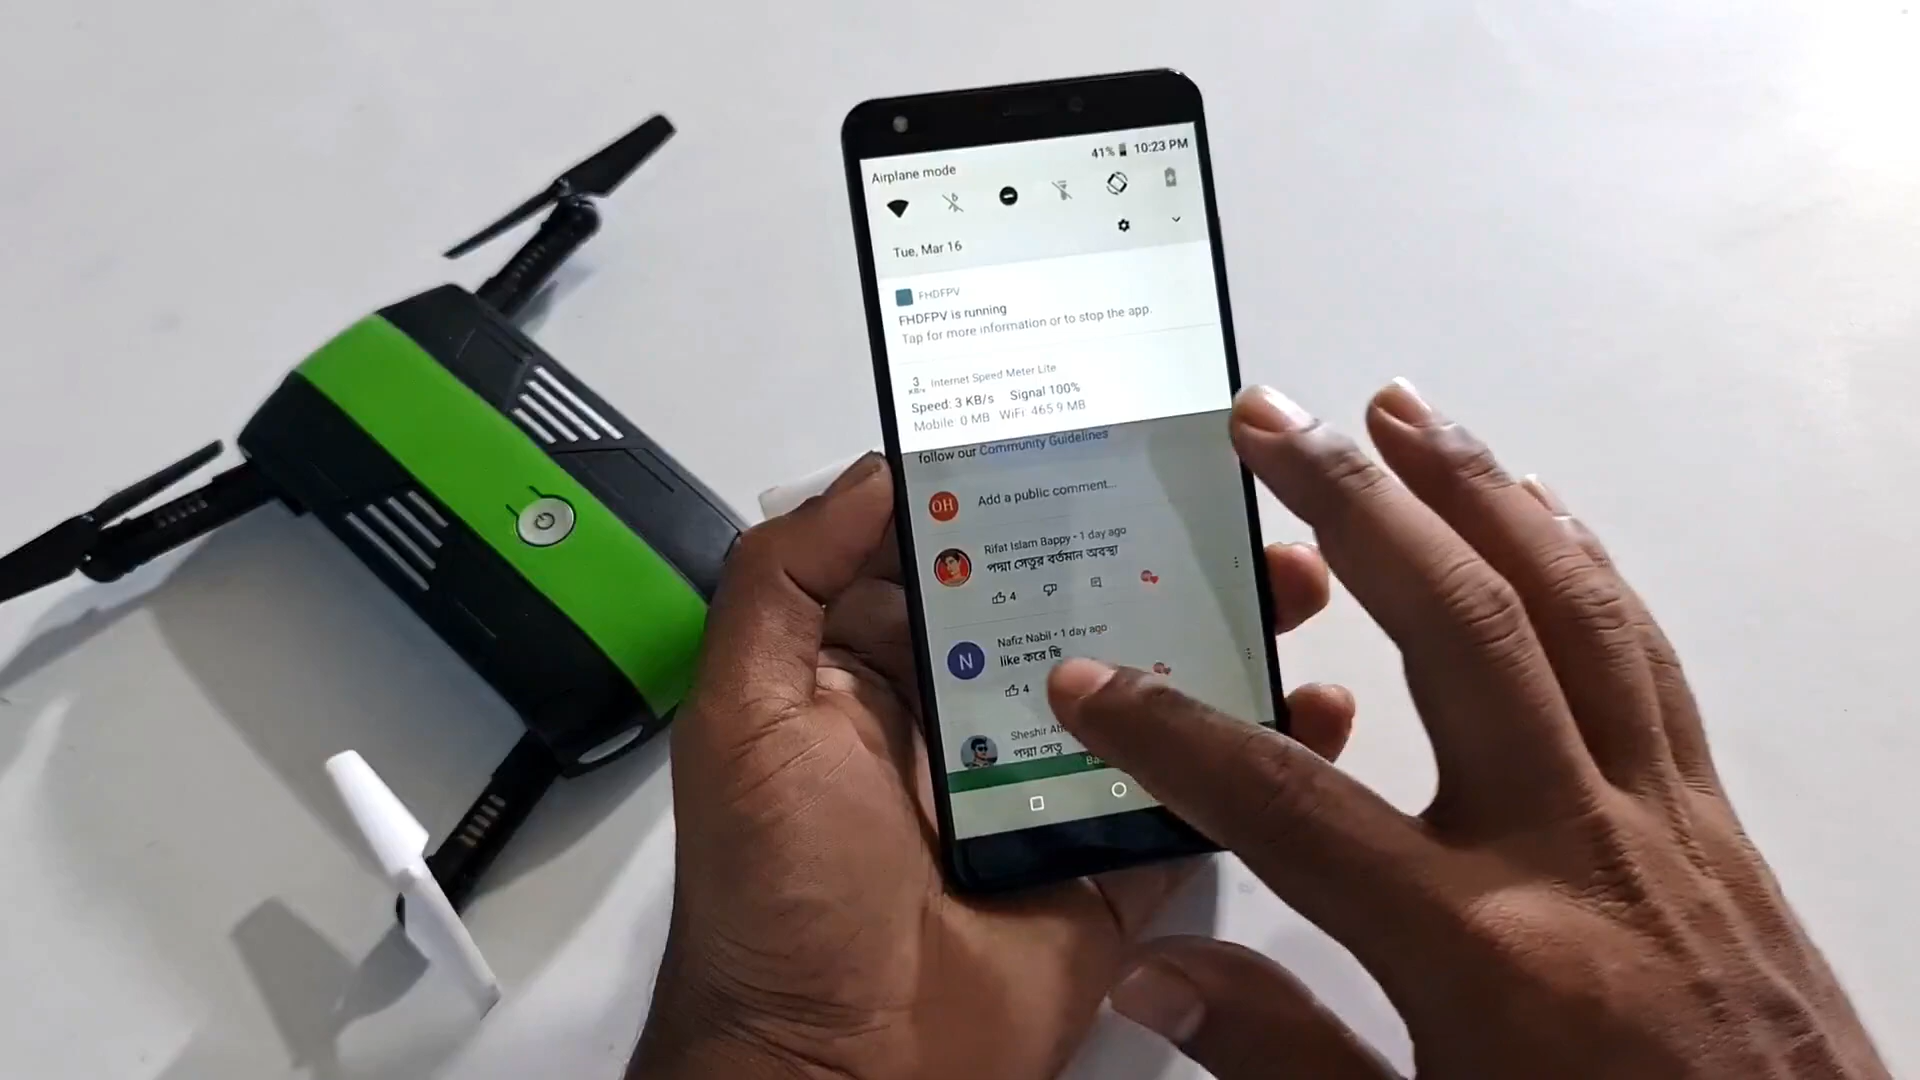 Airplane mode
41% 10:23 PM
Tue, Mar 16
FHDFPV
FHDFPV is running
Tap for more information or to stop the app.
3
KB/s
Internet Speed Meter Lite
Speed: 3 KB/s Signal 100%
Mobile: 0 MB WiFi: 465.9 MB
follow our Community Guidelines
OH
Add a public comment...
Rifat Islam Bappy • 1 day ago
পদ্মা সেতুর বর্তমান অবস্থা
4
N
Nafiz Nabil • 1 day ago
like করে ছি
4
Sheshir
পদ্মা সেতু